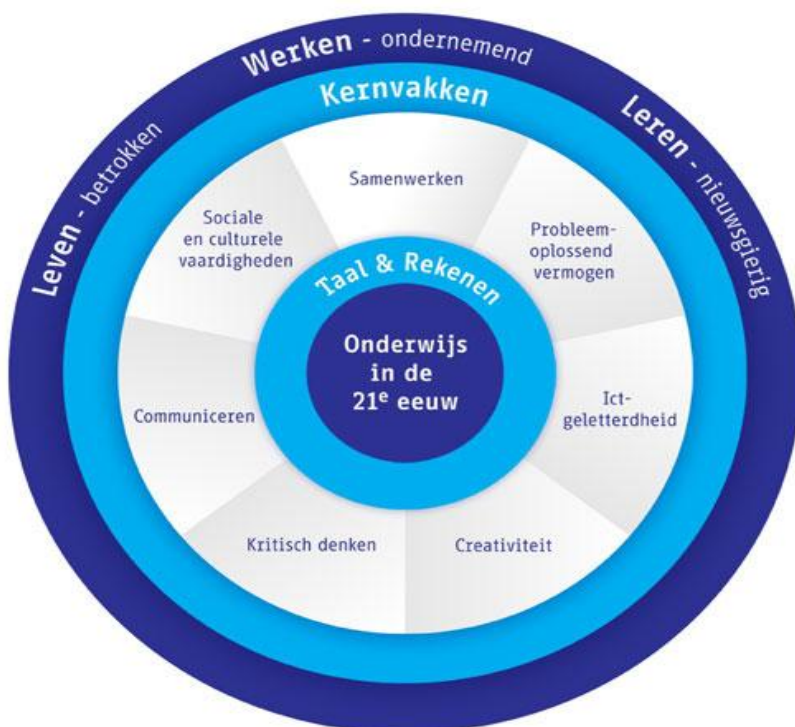 Werken - ondernemend
Leven - betrokken
Leren - nieuwsgierig
Kernvakken
Samenwerken
Probleem-
oplossend
vermogen
Ict-
geletterdheid
Creativiteit
Kritisch denken
Communiceren
Sociale
en culturele
vaardigheden
Taal & Rekenen
Onderwijs
in de
21e eeuw